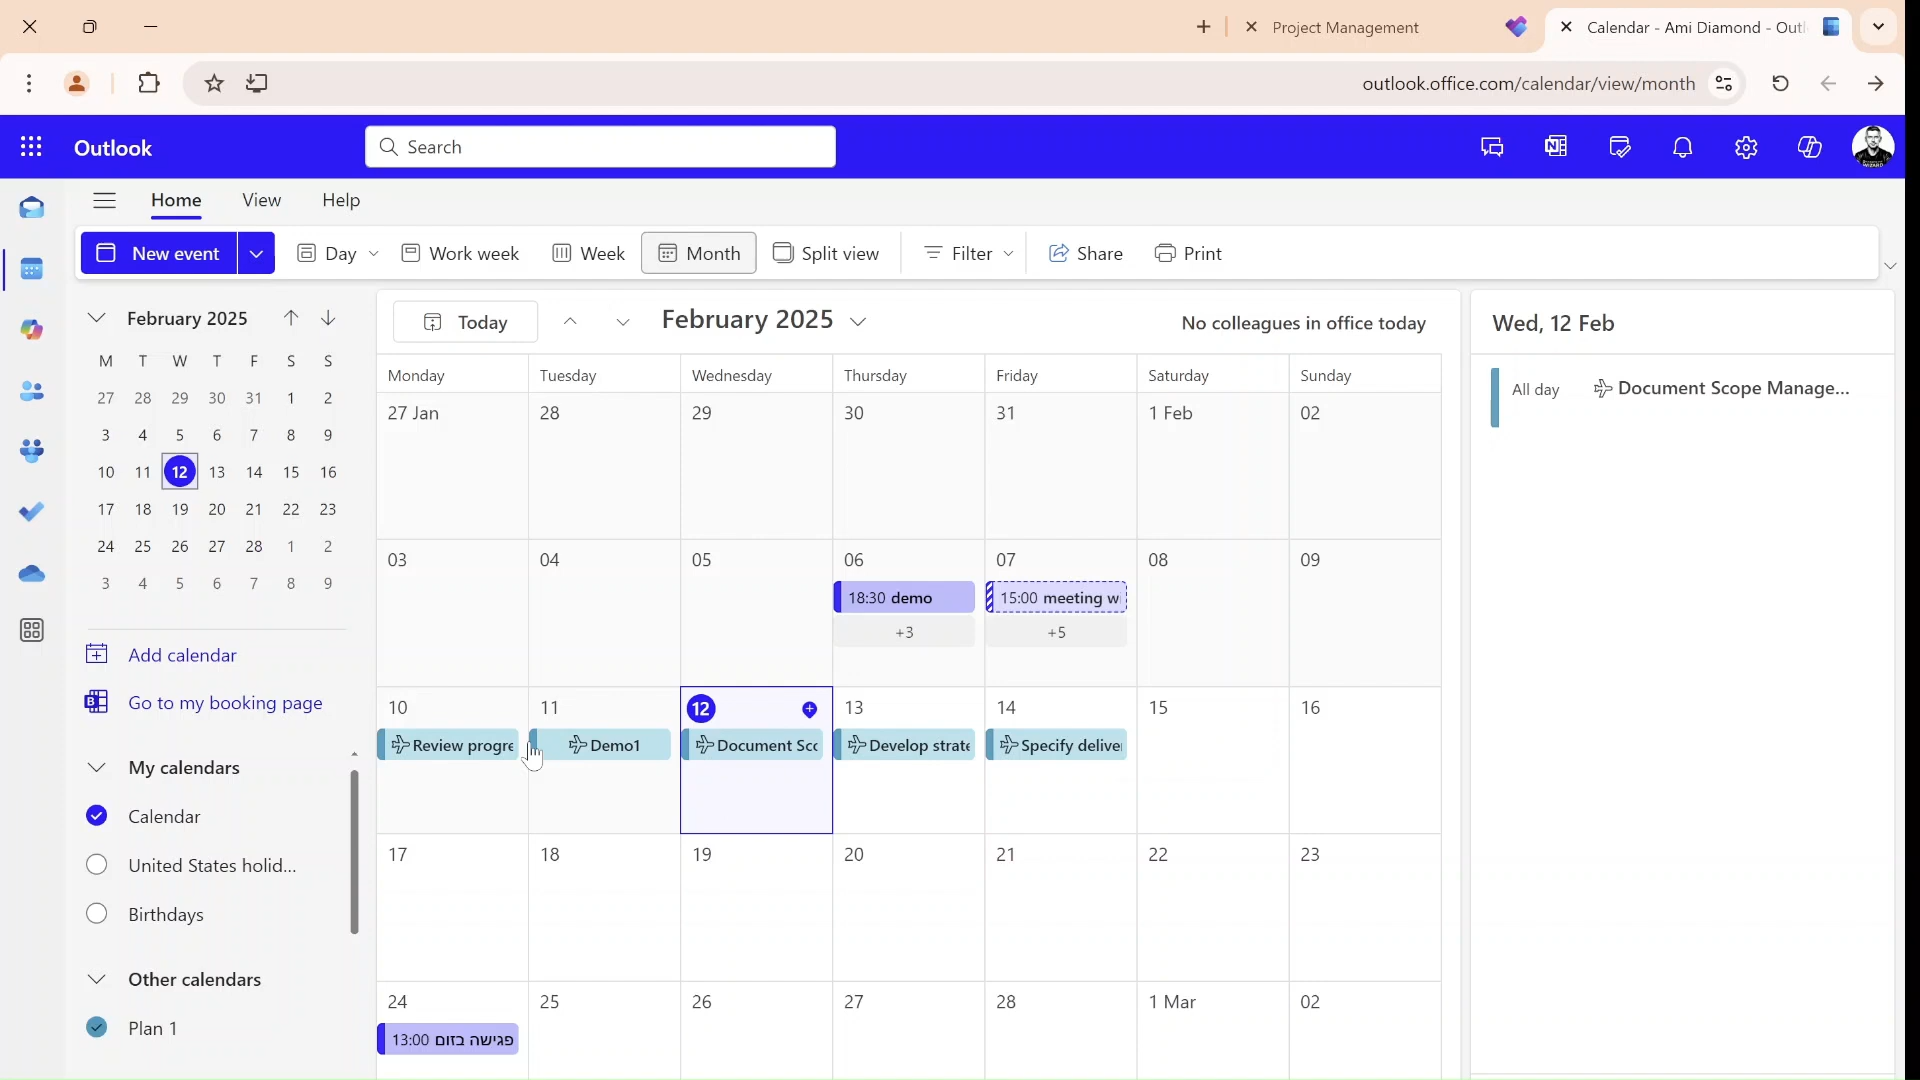 Project Management
Calendar - Ami Diamond - Outl
outlook.office.com/calendar/view/month
Outlook
Search
Home View Help
New event
Day
Work week
Week
Month
Split view
Filter
Share
Print
February 2025
M T W T F S S
27 28 29 30 31 1 2
3 4 5 6 7 8 9
10 11 12 13 14 15 16
17 18 19 20 21 22 23
24 25 26 27 28 1 2
3 4 5 6 7 8 9
Add calendar
Go to my booking page
My calendars
Calendar
United States holid...
Birthdays
Other calendars
Plan 1
Today
February 2025
No colleagues in office today
Monday Tuesday Wednesday Thursday Friday Saturday Sunday
27 Jan 28 29 30 31 1 Feb 02
03 04 05 06 07 08 09
18:30 demo
15:00 meeting w
+3
+5
10 11 12 13 14 15 16
Review progre
Demo1
Document Sc
Develop strate
Specify delive
17 18 19 20 21 22 23
24 25 26 27 28 1 Mar 02
13:00 פגישה בזום
Wed, 12 Feb
All day
Document Scope Manage...